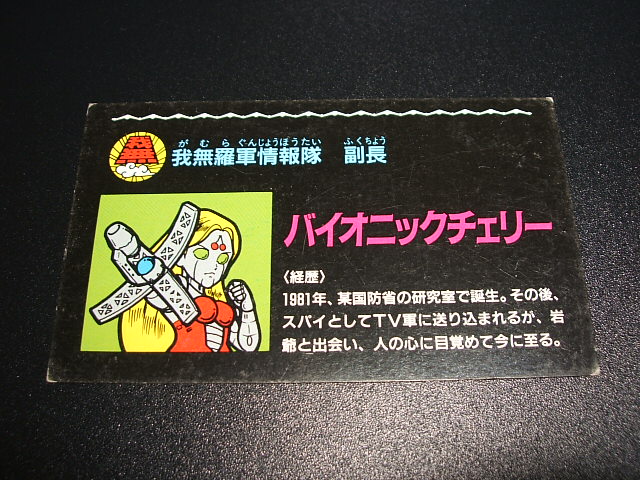 我無
がむらぐんじょうほうたい ふくちょう
我無羅軍情報隊 副長
バイオニックチェリー
〈経歴〉
1981年、某国防省の研究室で誕生。その後、
スパイとしてTV軍に送り込まれるが、岩
爺と出会い、人の心に目覚めて今に至る。